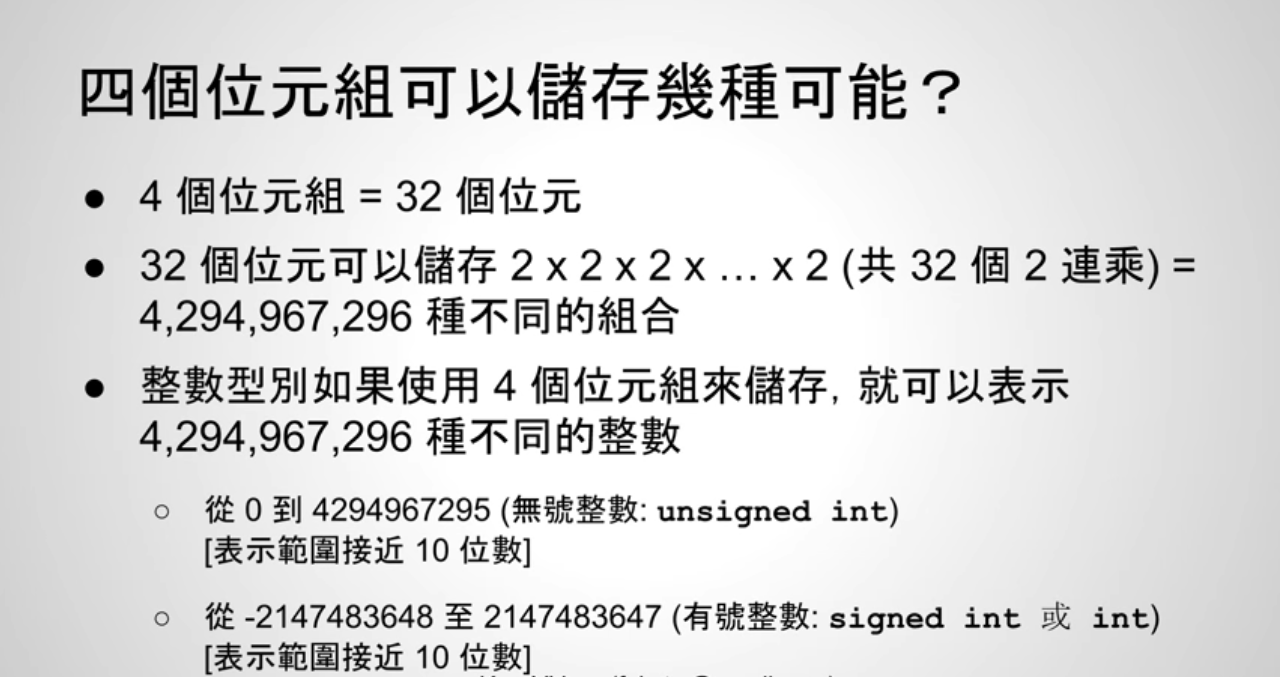 四個位元組可以儲存幾種可能？
● 4 個位元組 = 32 個位元
● 32 個位元可以儲存 2 x 2 x 2 x … x 2 (共 32 個 2 連乘) =
4,294,967,296 種不同的組合
● 整數型別如果使用 4 個位元組來儲存, 就可以表示
4,294,967,296 種不同的整數
○ 從 0 到 4294967295 (無號整數: unsigned int)
[表示範圍接近 10 位數]
○ 從 -2147483648 至 2147483647 (有號整數: signed int 或 int)
[表示範圍接近 10 位數]